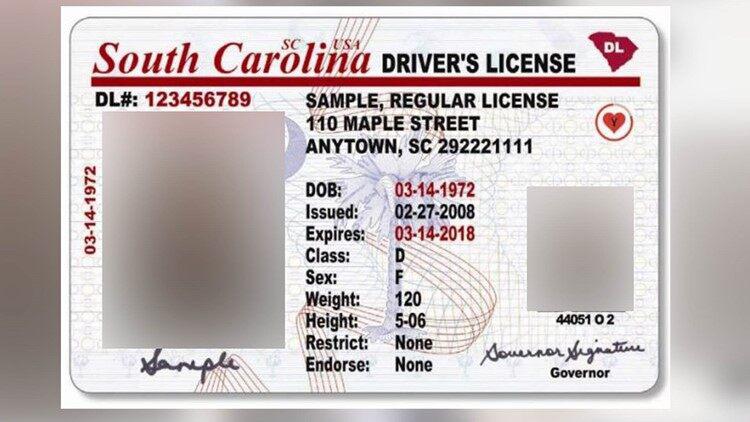 SC USA
South Carolina DRIVER'S LICENSE
DL
DL#: 123456789
SAMPLE, REGULAR LICENSE
110 MAPLE STREET
ANYTOWN, SC 292221111
Y
03-14-1972
DOB: 03-14-1972
Issued: 02-27-2008
Expires: 03-14-2018
Class: D
Sex: F
Weight: 120
Height: 5-06
Restrict: None
Endorse: None
44051 0 2
Sample
Governor Signature
Governor